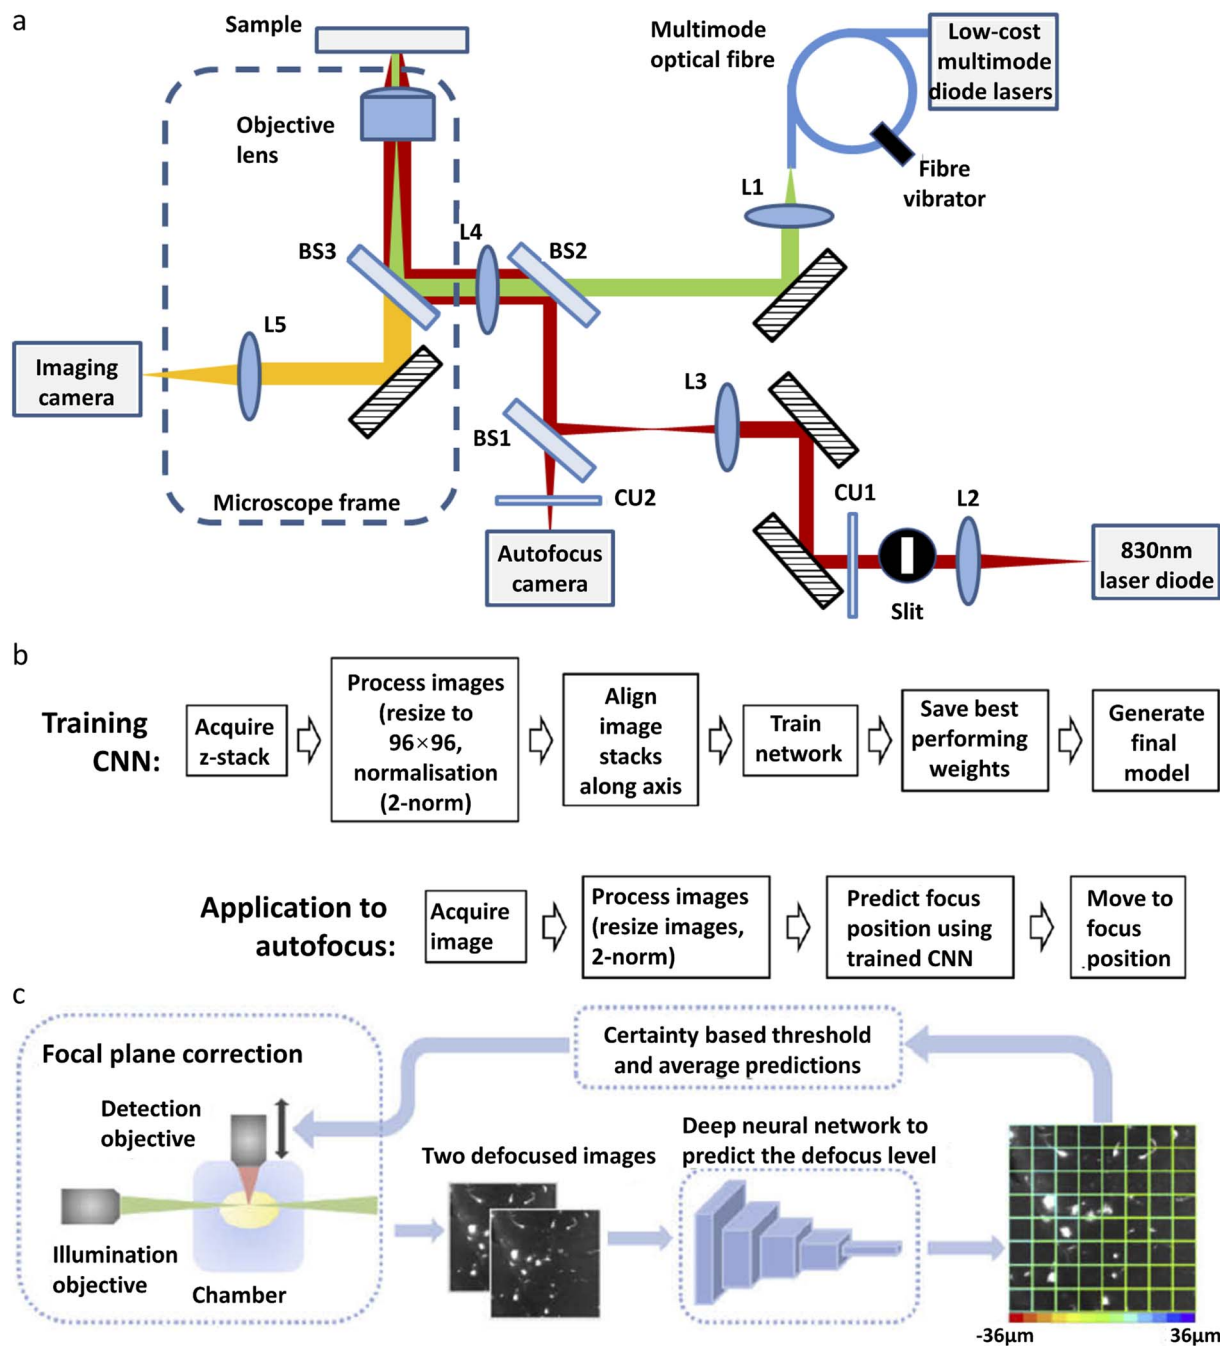 a
Sample
Objective
lens
Multimode
optical fibre
Low-cost
multimode
diode lasers
Fibre
vibrator
L1
BS3
L4
BS2
L5
Imaging
camera
L3
BS1
CU2
CU1
L2
Microscope frame
Autofocus
camera
Slit
830nm
laser diode
b
Training
CNN:
Acquire
z-stack
Process images
(resize to
96×96,
normalisation
(2-norm)
Align
image
stacks
along axis
Train
network
Save best
performing
weights
Generate
final
model
Application to
autofocus:
Acquire
image
Process images
(resize images,
2-norm)
Predict focus
position using
trained CNN
Move to
focus
position
c
Focal plane correction
Detection
objective
Illumination
objective
Chamber
Certainty based threshold
and average predictions
Two defocused images
Deep neural network to
predict the defocus level
-36μm
36μm